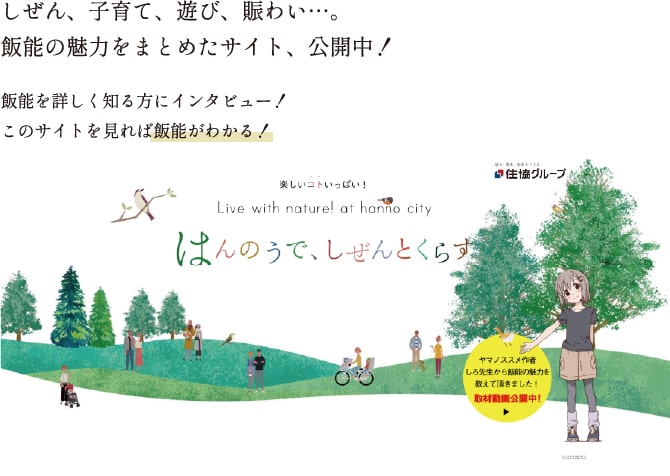 しぜん、子育て、遊び、賑わい…。
飯能の魅力をまとめたサイト、公開中！
飯能を詳しく知る方にインタビュー！
このサイトを見れば飯能がわかる！
住協グループ
楽しいコトいっぱい！
Live with nature! at hanno city
はんのうで、しぜんとくらす
ヤマノススメ作者
しろ先生から飯能の魅力を
教えて頂きました！
取材動画公開中！